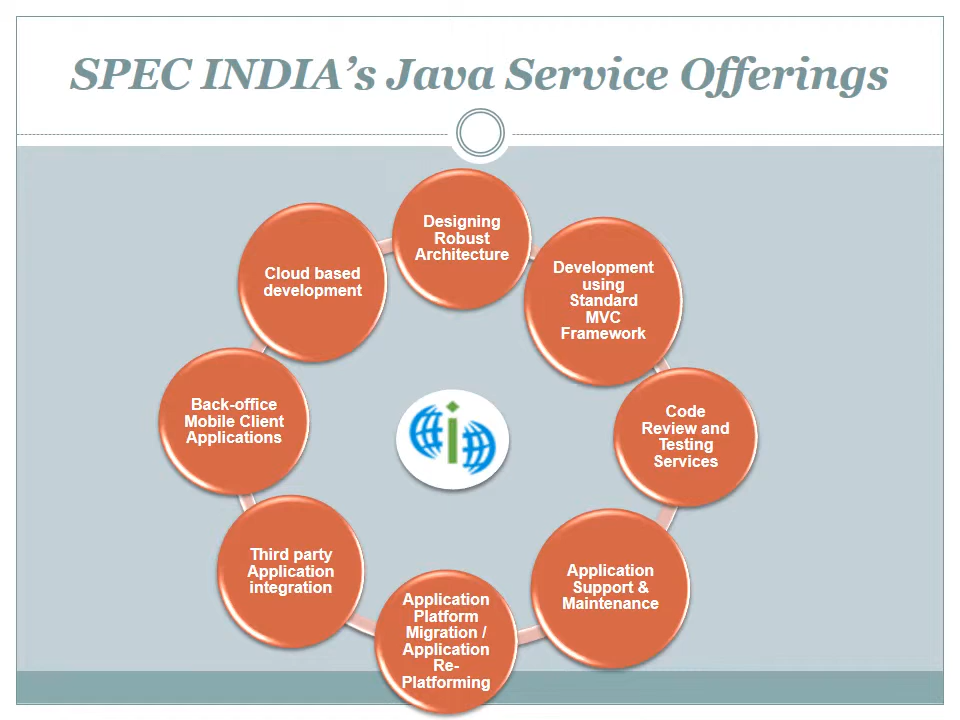 SPEC INDIA’s Java Service Offerings
Designing
Robust
Architecture
Development
using
Standard
MVC
Framework
Code
Review and
Testing
Services
Application
Support &
Maintenance
Application
Platform
Migration /
Application
Re-
Platforming
Third party
Application
integration
Back-office
Mobile Client
Applications
Cloud based
development